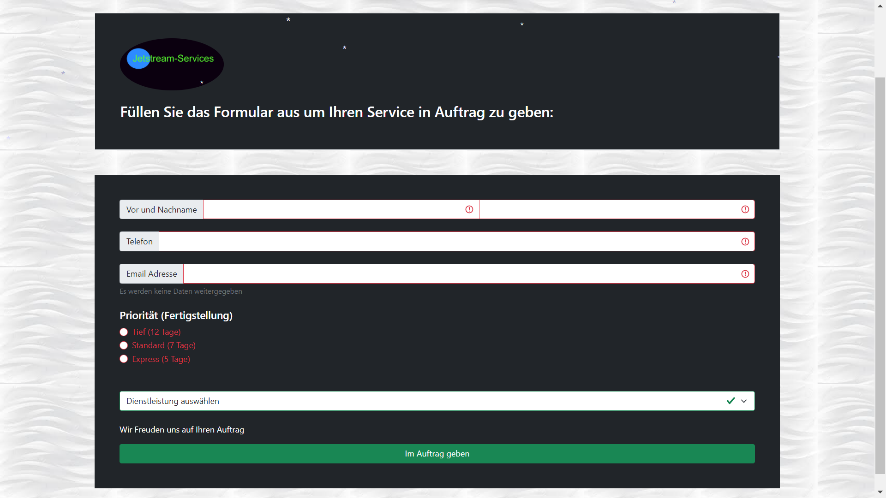 Jetstream-Services
Füllen Sie das Formular aus um Ihren Service in Auftrag zu geben:
Vor und Nachname
Telefon
Email Adresse
Es werden keine Daten weitergegeben
Priorität (Fertigstellung)
Tief (12 Tage)
Standard (7 Tage)
Express (5 Tage)
Dienstleistung auswählen
Wir Freuden uns auf Ihren Auftrag
Im Auftrag geben